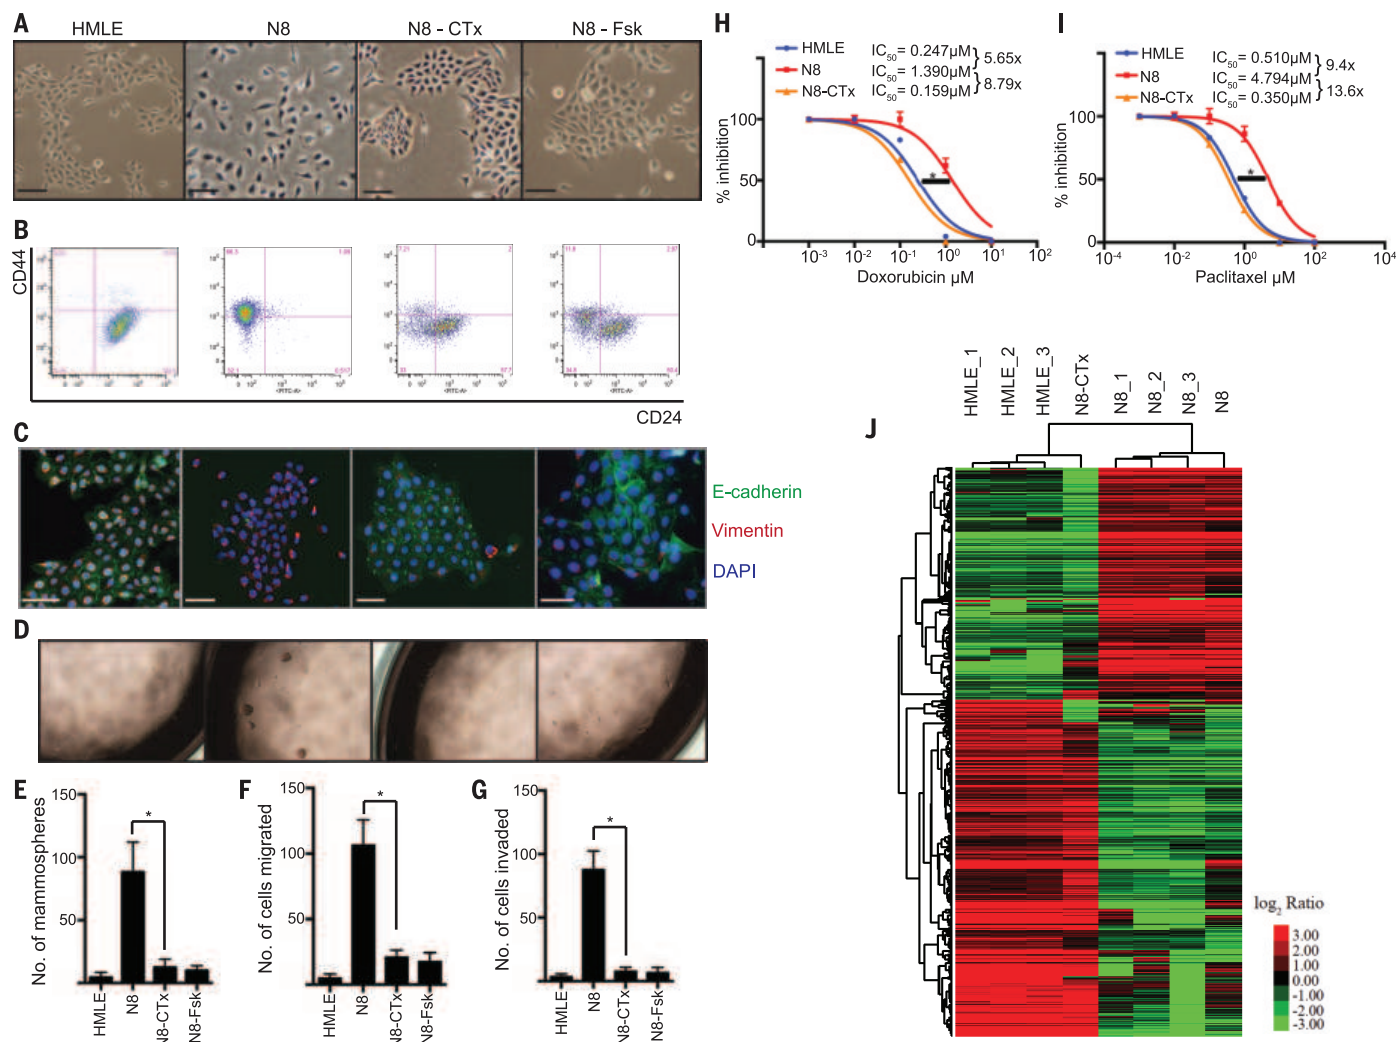 A
HMLE
N8
N8 - CTx
N8 - Fsk
B
CD44
CD24
C
E-cadherin
Vimentin
DAPI
D
E
No. of mammospheres
150
100
50
HMLE
N8
N8-CTx
N8-Fsk
F
No. of cells migrated
150
100
50
HMLE
N8
N8-CTx
N8-Fsk
G
No. of cells invaded
150
100
50
HMLE
N8
N8-CTx
N8-Fsk
*
*
*
H
HMLE IC50 = 0.247µM
N8 IC50 = 1.390µM
N8-CTx IC50 = 0.159µM
5.65x
8.79x
% inhibition
100
50
0
*
10-3 10-2 10-1 100 101 102
Doxorubicin µM
I
HMLE IC50 = 0.510µM
N8 IC50 = 4.794µM
N8-CTx IC50 = 0.350µM
9.4x
13.6x
% inhibition
100
50
0
*
10-4 10-2 100 102 104
Paclitaxel µM
J
HMLE_1
HMLE_2
HMLE_3
N8-CTx
N8_1
N8_2
N8_3
N8
log2 Ratio
3.00
2.00
1.00
0.00
-1.00
-2.00
-3.00